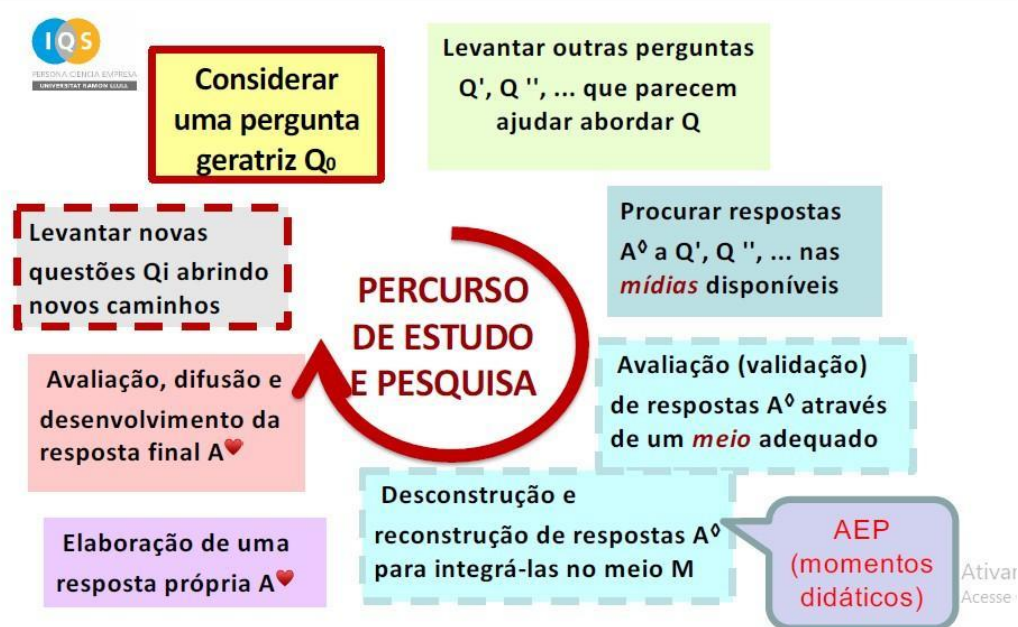 IQS
PERSONA CIÈNCIA EMPRESA
UNIVERSITAT RAMON LLULL
Considerar
uma pergunta
geratriz Q₀
Levantar outras perguntas
Q', Q '', ... que parecem
ajudar abordar Q
Procurar respostas
A◊ a Q', Q '', ... nas
mídias disponíveis
Avaliação (validação)
de respostas A◊ através
de um meio adequado
Desconstrução e
reconstrução de respostas A◊
para integrá-las no meio M
AEP
(momentos
didáticos)
Elaboração de uma
resposta própria A♥
Avaliação, difusão e
desenvolvimento da
resposta final A♥
Levantar novas
questões Qi abrindo
novos caminhos
PERCURSO
DE ESTUDO
E PESQUISA
Ativar
Acesse